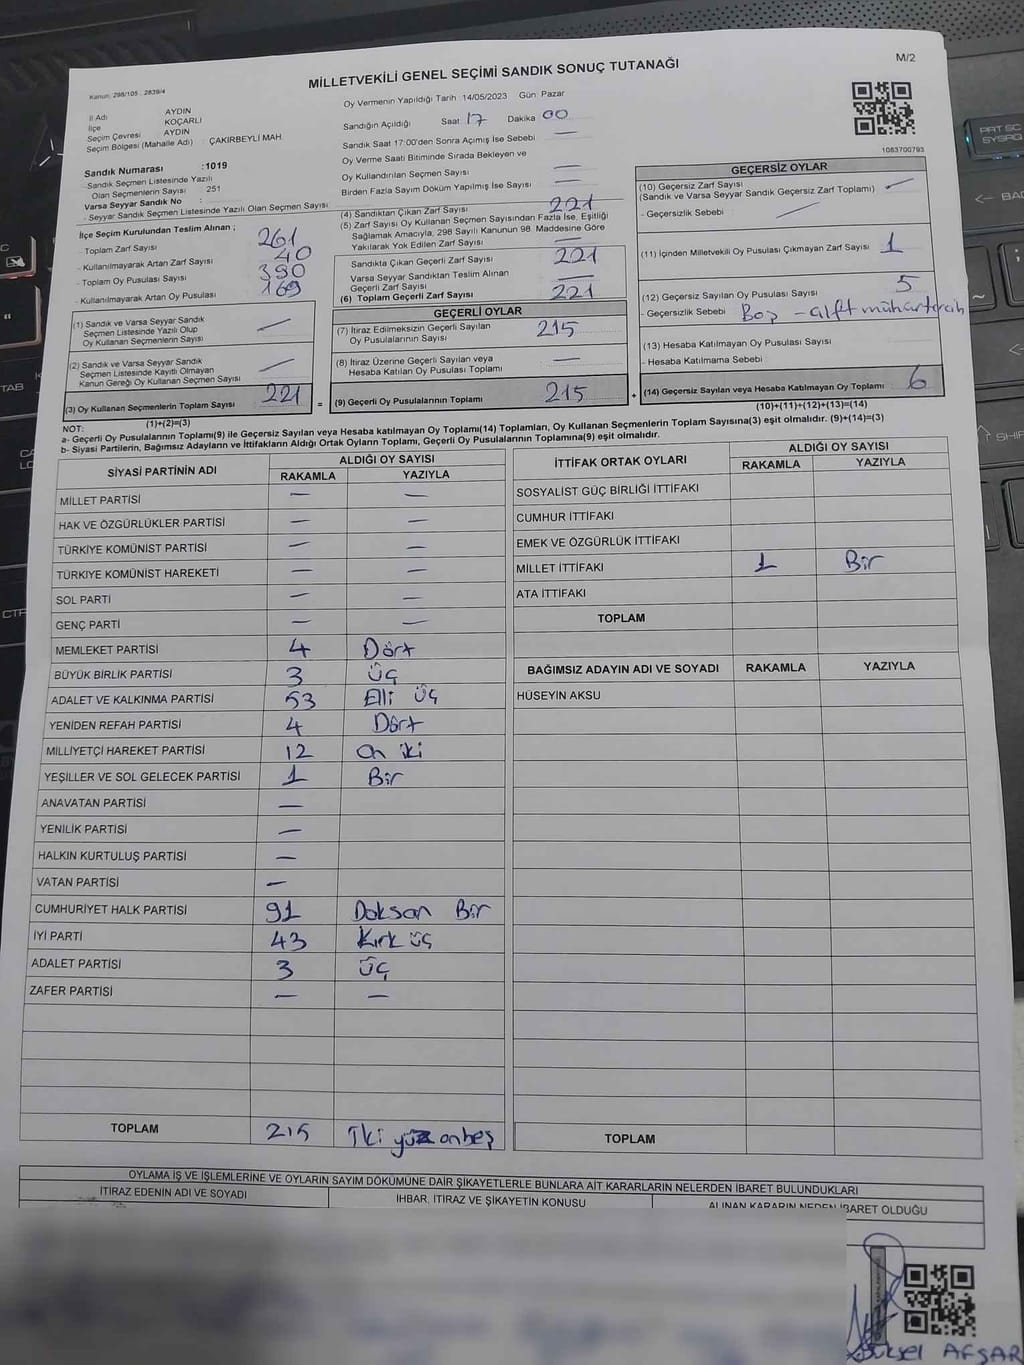 M/2
MİLLETVEKİLİ GENEL SEÇİMİ SANDIK SONUÇ TUTANAĞI
Kanun: 298/105, 2839/4
İl Adı AYDIN
İlçe KOÇARLI
Seçim Çevresi AYDIN
Seçim Bölgesi (Mahalle Adı) : ÇAKIRBEYLİ MAH.
Sandık Numarası :1019
Sandık Seçmen Listesinde Yazılı
Olan Seçmenlerin Sayısı : 251
Varsa Seyyar Sandık No :
- Seyyar Sandık Seçmen Listesinde Yazılı Olan Seçmen Sayısı
Oy Vermenin Yapıldığı Tarih :14/05/2023 Gün: Pazar
Sandığın Açıldığı Saat 17 Dakika 00
Sandık Saat 17:00'den Sonra Açımış İse Sebebi —
Oy Verme Saati Bitiminde Sırada Bekleyen ve
Oy Kullandırılan Seçmen Sayısı —
Birden Fazla Sayım Döküm Yapılmış İse Sayısı —
1083700793
İlçe Seçim Kurulundan Teslim Alınan ;
- Toplam Zarf Sayısı 261
- Kullanılmayarak Artan Zarf Sayısı 40
- Toplam Oy Pusulası Sayısı 390
- Kullanılmayarak Artan Oy Pusulası 169
(1) Sandık ve Varsa Seyyar Sandık
Seçmen Listesinde Yazılı Olup
Oy Kullanan Seçmenlerin Sayısı —
(2) Sandık ve Varsa Seyyar Sandık
Seçmen Listesinde Kayıtlı Olmayan
Kanun Gereği Oy Kullanan Seçmen Sayısı —
(3) Oy Kullanan Seçmenlerin Toplam Sayısı 221
(1)+(2)=(3)
(4) Sandıktan Çıkan Zarf Sayısı 221
(5) Zarf Sayısı Oy Kullanan Seçmen Sayısından Fazla İse, Eşitliği
Sağlamak Amacıyla, 298 Sayılı Kanunun 98. Maddesine Göre
Yakılarak Yok Edilen Zarf Sayısı —
Sandıkta Çıkan Geçerli Zarf Sayısı 221
Varsa Seyyar Sandıktan Teslim Alınan
Geçerli Zarf Sayısı —
(6) Toplam Geçerli Zarf Sayısı 221
GEÇERLİ OYLAR
(7) İtiraz Edilmeksizin Geçerli Sayılan
Oy Pusulalarının Sayısı 215
(8) İtiraz Üzerine Geçerli Sayılan veya
Hesaba Katılan Oy Pusulası Toplamı —
= (9) Geçerli Oy Pusulalarının Toplamı 215
GEÇERSİZ OYLAR
(10) Geçersiz Zarf Sayısı
(Sandık ve Varsa Seyyar Sandık Geçersiz Zarf Toplamı) —
- Geçersizlik Sebebi : —
(11) İçinden Milletvekili Oy Pusulası Çıkmayan Zarf Sayısı 1
(12) Geçersiz Sayılan Oy Pusulası Sayısı 5
- Geçersizlik Sebebi Boş -
(13) Hesaba Katılmayan Oy Pusulası Sayısı
- Hesaba Katılmama Sebebi :
+ (14) Geçersiz Sayılan veya Hesaba Katılmayan Oy Toplamı : 6
(10)+(11)+(12)+(13)=(14)
NOT:
a- Geçerli Oy Pusulalarının Toplamı(9) ile Geçersiz Sayılan veya Hesaba katılmayan Oy Toplamı(14) Toplamları, Oy Kullanan Seçmenlerin Toplam Sayısına(3) eşit olmalıdır. (9)+(14)=(3)
b- Siyasi Partilerin, Bağımsız Adayların ve İttifakların Aldığı Ortak Oyların Toplamı, Geçerli Oy Pusulalarının Toplamına(9) eşit olmalıdır.
SİYASİ PARTİNİN ADI ALDIĞI OY SAYISI
RAKAMLA YAZIYLA
MİLLET PARTİSİ — —
HAK VE ÖZGÜRLÜKLER PARTİSİ — —
TÜRKİYE KOMÜNİST PARTİSİ — —
TÜRKIYE KOMÜNİST HAREKETİ — —
SOL PARTİ — —
GENÇ PARTİ — —
MEMLEKET PARTİSİ 4 Dört
BÜYÜK BİRLİK PARTİSİ 3 Üç
ADALET VE KALKINMA PARTİSİ 53 Elli Üç
YENİDEN REFAH PARTİSİ 4 Dört
MİLLİYETÇİ HAREKET PARTİSİ 12 On iki
YEŞİLLER VE SOL GELECEK PARTİSİ 1 Bir
ANAVATAN PARTİSİ —
YENİLİK PARTİSİ —
HALKIN KURTULUŞ PARTİSİ —
VATAN PARTİSİ —
CUMHURİYET HALK PARTİSİ 91 Doksan Bir
İYİ PARTİ 43 Kırk üç
ADALET PARTİSİ 3 Üç
ZAFER PARTİSİ — —
TOPLAM 215 İki yüz onbeş
İTTİFAK ORTAK OYLARI ALDIĞI OY SAYISI
RAKAMLA YAZIYLA
SOSYALİST GÜÇ BİRLİĞİ İTTİFAKI
CUMHUR İTTİFAKI
EMEK VE ÖZGÜRLÜK İTTİFAKI
MİLLET İTTİFAKI 1 Bir
ATA İTTİFAKI
TOPLAM
BAĞIMSIZ ADAYIN ADI VE SOYADI RAKAMLA YAZIYLA
HÜSEYİN AKSU
TOPLAM
OYLAMA İŞ VE İŞLEMLERİNE VE OYLARIN SAYIM DÖKÜMÜNE DAİR ŞİKAYETLERLE BUNLARA AİT KARARLARIN NELERDEN İBARET BULUNDUKLARI
İTİRAZ EDENİN ADI VE SOYADI İHBAR, İTİRAZ VE ŞİKAYETİN KONUSU ALINAN KARARIN NEDEN İBARET OLDUĞU
AFŞAR